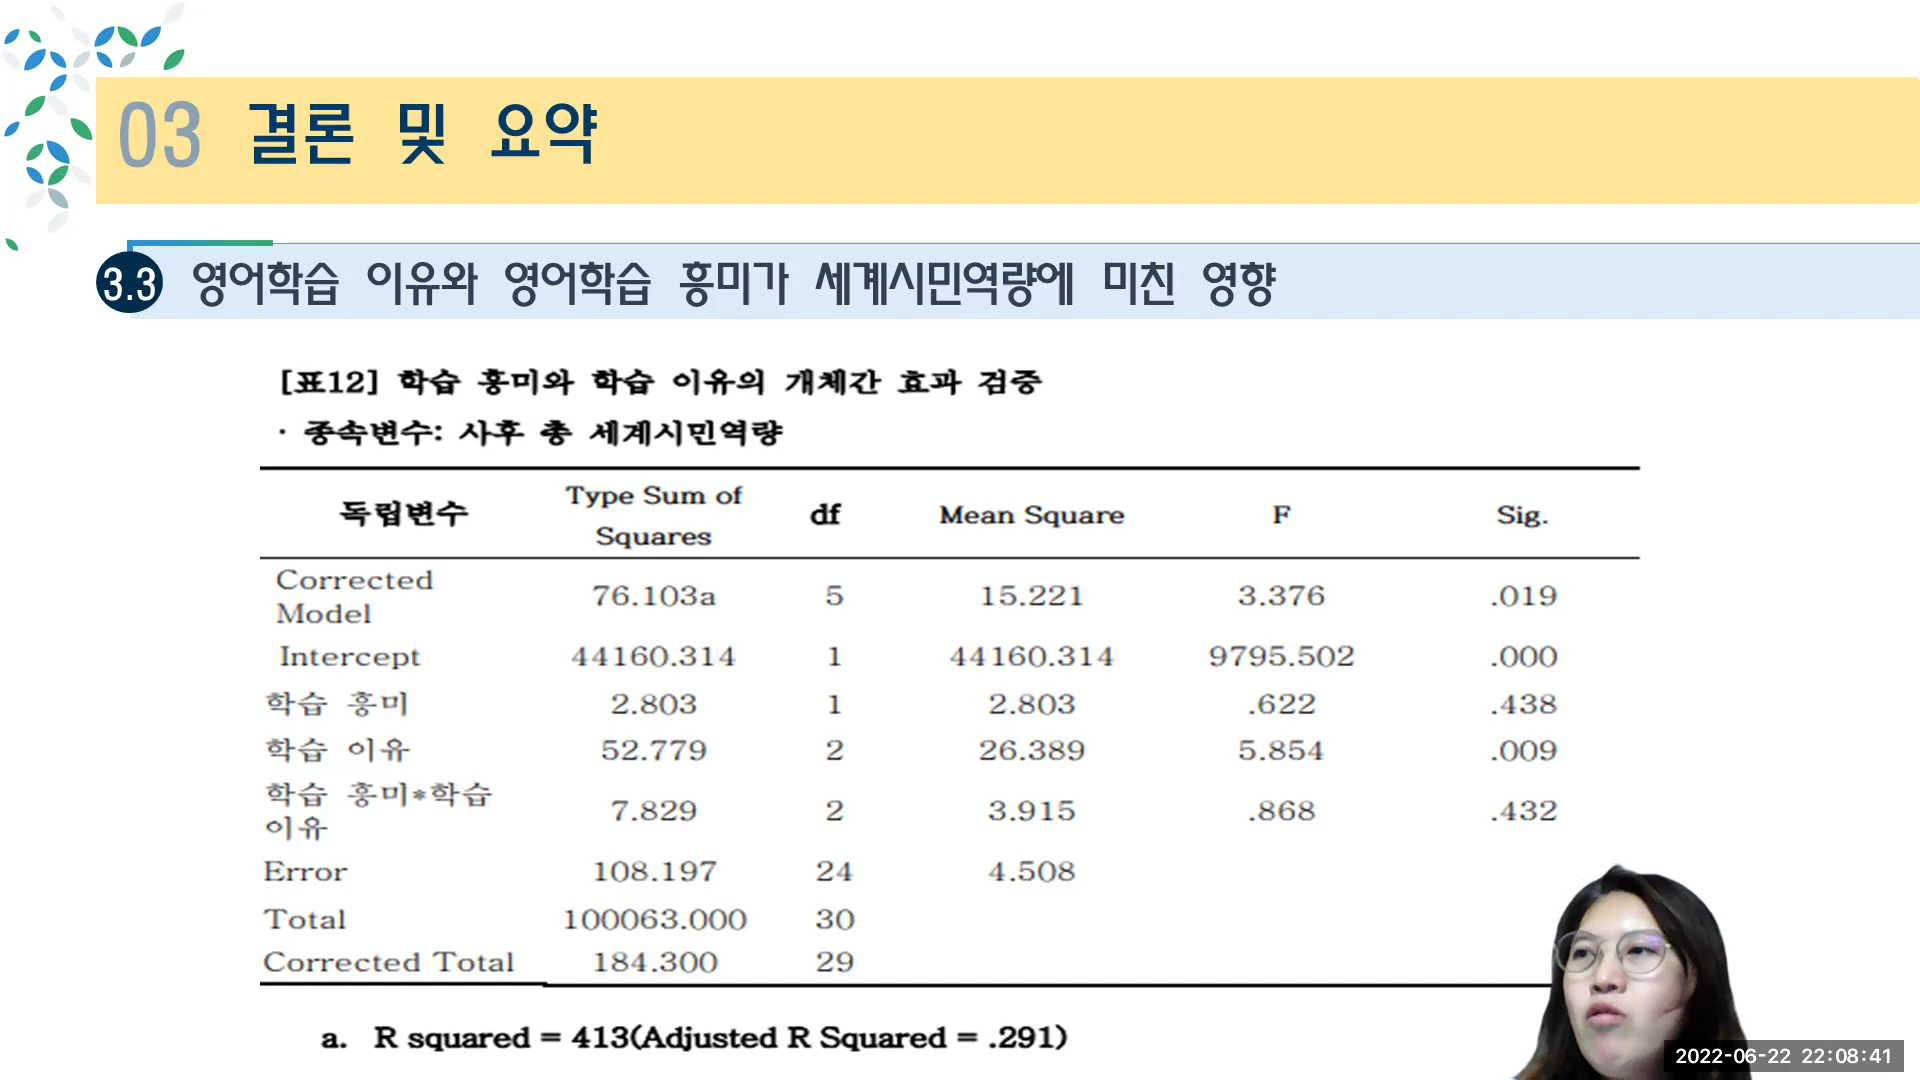 03 결론 및 요약
3.3 영어학습 이유와 영어학습 흥미가 세계시민역량에 미친 영향
[표12] 학습 흥미와 학습 이유의 개체간 효과 검증
· 종속변수: 사후 총 세계시민역량
독립변수 Type Sum of Squares df Mean Square F Sig.
Corrected Model 76.103a 5 15.221 3.376 .019
Intercept 44160.314 1 44160.314 9795.502 .000
학습 흥미 2.803 1 2.803 .622 .438
학습 이유 52.779 2 26.389 5.854 .009
학습 흥미*학습 이유 7.829 2 3.915 .868 .432
Error 108.197 24 4.508
Total 100063.000 30
Corrected Total 184.300 29
a. R squared = 413(Adjusted R Squared = .291)
2022-06-22 22:08:41